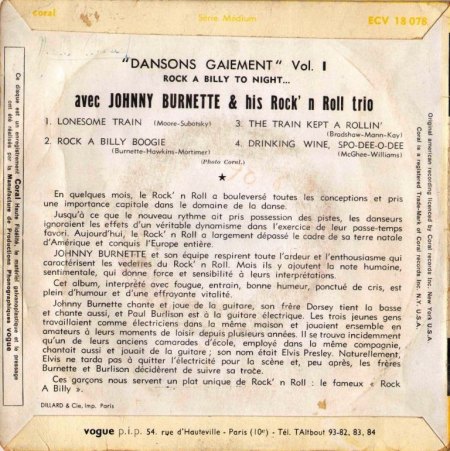 coral
Série Médium
ECV 18 078
"DANSONS GAIEMENT" Vol. 1
ROCK A BILLY TO NIGHT...
avec JOHNNY BURNETTE & his Rock' n Roll trio
1. LONESOME TRAIN (Moore-Subotsky)
2. ROCK A BILLY BOOGIE
(Burnette-Hawkins-Mortimer)
3. THE TRAIN KEPT A ROLLIN'
(Bradshaw-Mann-Kay)
4. DRINKING WINE, SPO-DEE-O-DEE
(McGhee-Williams)
(Photo Coral.)
En quelques mois, le Rock' n Roll a bouleversé toutes les conceptions et pris
une importance capitale dans le domaine de la danse.
Jusqu'à ce que le nouveau rythme ait pris possession des pistes, les danseurs
ignoraient les effets d'un véritable dynamisme dans l'exercice de leur passe-temps
favori. Aujourd'hui, le Rock' n Roll a largement dépassé le cadre de sa terre natale
d'Amérique et conquis l'Europe entière.
JOHNNY BURNETTE et son équipe respirent toute l'ardeur et l'enthousiasme qui
caractérisent les vedettes du Rock' n Roll. Mais ils y ajoutent la note humaine,
sentimentale, qui donne force et sensibilité à leurs interprétations.
Cet album, interprété avec fougue, entrain, bonne humeur, ponctué de cris, est
plein d'humour et d'une effrayante vitalité.
Johnny Burnette chante et joue de la guitare, son frère Dorsey tient la basse
et chante aussi, et Paul Burlison est à la guitare électrique. Les trois jeunes gens
travaillaient comme électriciens dans la même maison et jouaient ensemble en
amateurs à leurs moments de loisir depuis plusieurs années. Il se trouva incidemment
qu'un de leurs anciens camarades d'école, employé dans la même compagnie,
chantait aussi et jouait de la guitare ; son nom était Elvis Presley. Naturellement,
Elvis ne tarda pas à quitter l'électricité pour la scène et, peu après, les frères
Burnette et Burlison décidèrent de suivre sa trace.
Ces garçons nous servent un plat unique de Rock' n Roll : le fameux « Rock
A Billy ».
DILLARD & Cie, imp. Paris
vogue p.i.p. 54, rue d'Hauteville - Paris (10e) - Tél. TAItbout 93-82, 83, 84
Ce disque est un enregistrement Coral Haute Fidélité, le matériel galvanoplastique et le pressage
ont été réalisés par la Manufacture de Productions Phonographiques VOGUE
Original american recording licenced by Coral records Inc. New York U.S.A.
Coral is a registered Trade-Mark of Coral records Inc. N.Y. U.S.A.